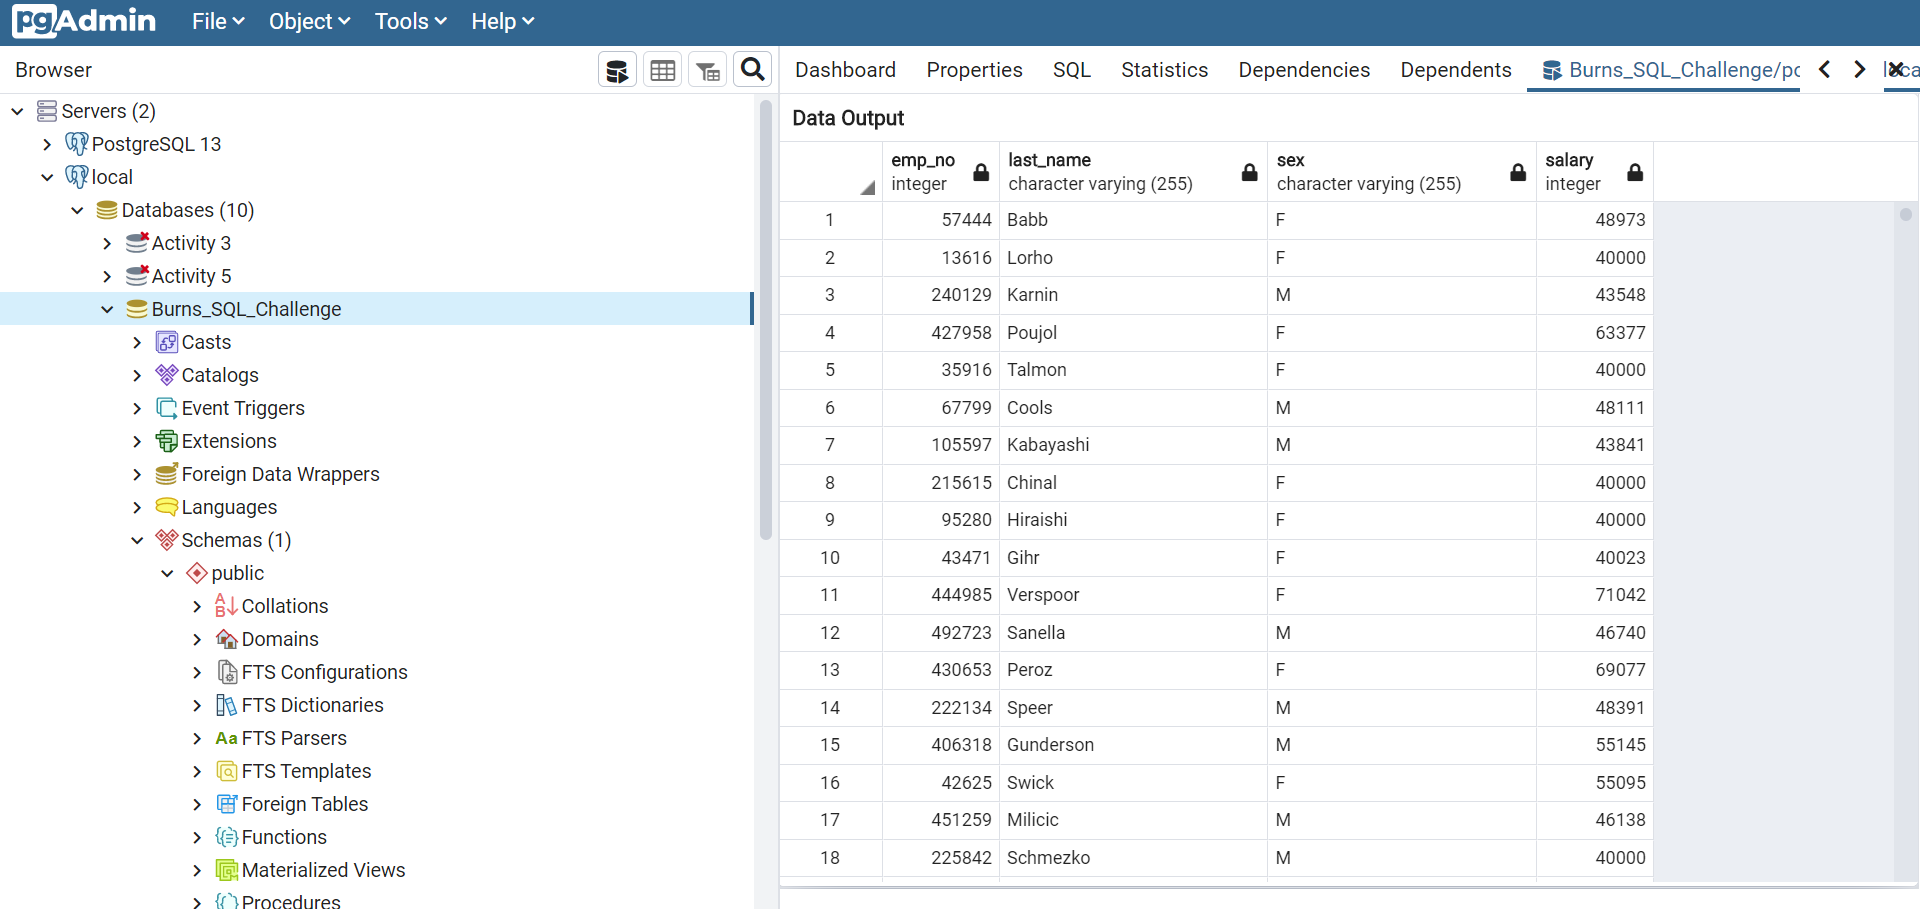 pgAdmin File Object Tools Help
Browser
Dashboard Properties SQL Statistics Dependencies Dependents Burns_SQL_Challenge/po
Servers (2)
PostgreSQL 13
local
Databases (10)
Activity 3
Activity 5
Burns_SQL_Challenge
Casts
Catalogs
Event Triggers
Extensions
Foreign Data Wrappers
Languages
Schemas (1)
public
Collations
Domains
FTS Configurations
FTS Dictionaries
Aa FTS Parsers
FTS Templates
Foreign Tables
Functions
Materialized Views
Procedures
Data Output
emp_no last_name sex salary
integer character varying (255) character varying (255) integer
1 57444 Babb F 48973
2 13616 Lorho F 40000
3 240129 Karnin M 43548
4 427958 Poujol F 63377
5 35916 Talmon F 40000
6 67799 Cools M 48111
7 105597 Kabayashi M 43841
8 215615 Chinal F 40000
9 95280 Hiraishi F 40000
10 43471 Gihr F 40023
11 444985 Verspoor F 71042
12 492723 Sanella M 46740
13 430653 Peroz F 69077
14 222134 Speer M 48391
15 406318 Gunderson M 55145
16 42625 Swick F 55095
17 451259 Milicic M 46138
18 225842 Schmezko M 40000